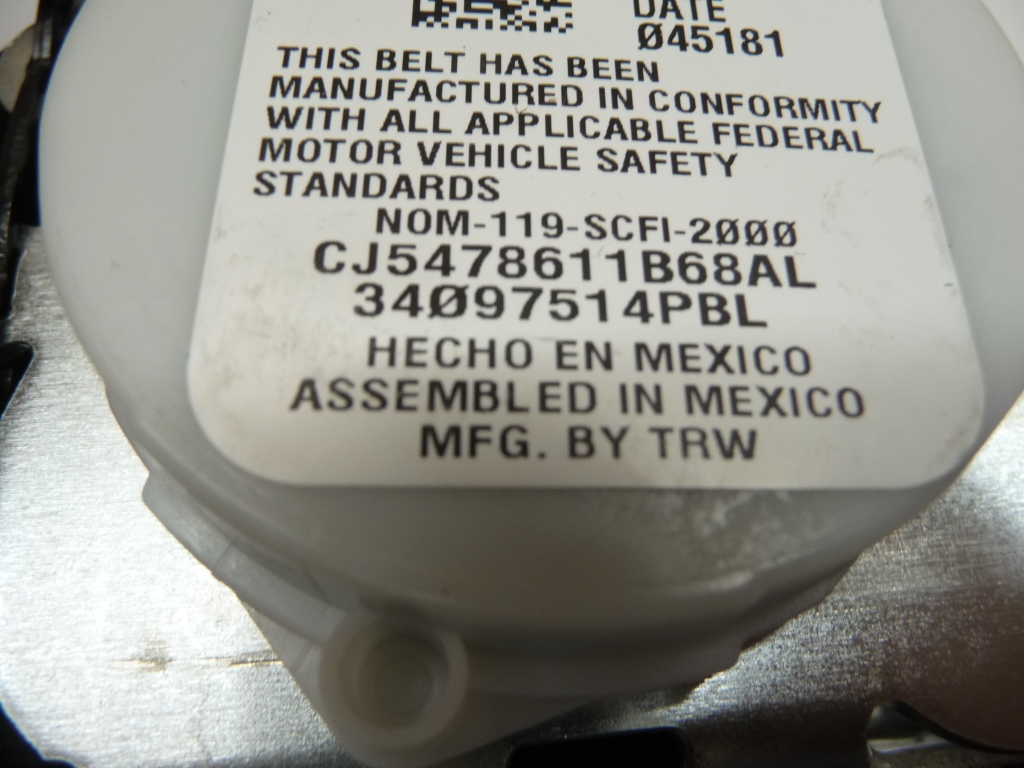 DATE
Ø45181
THIS BELT HAS BEEN
MANUFACTURED IN CONFORMITY
WITH ALL APPLICABLE FEDERAL
MOTOR VEHICLE SAFETY
STANDARDS
NOM-119-SCFI-2ØØØ
CJ5478611B68AL
34Ø97514PBL
HECHO EN MEXICO
ASSEMBLED IN MEXICO
MFG. BY TRW